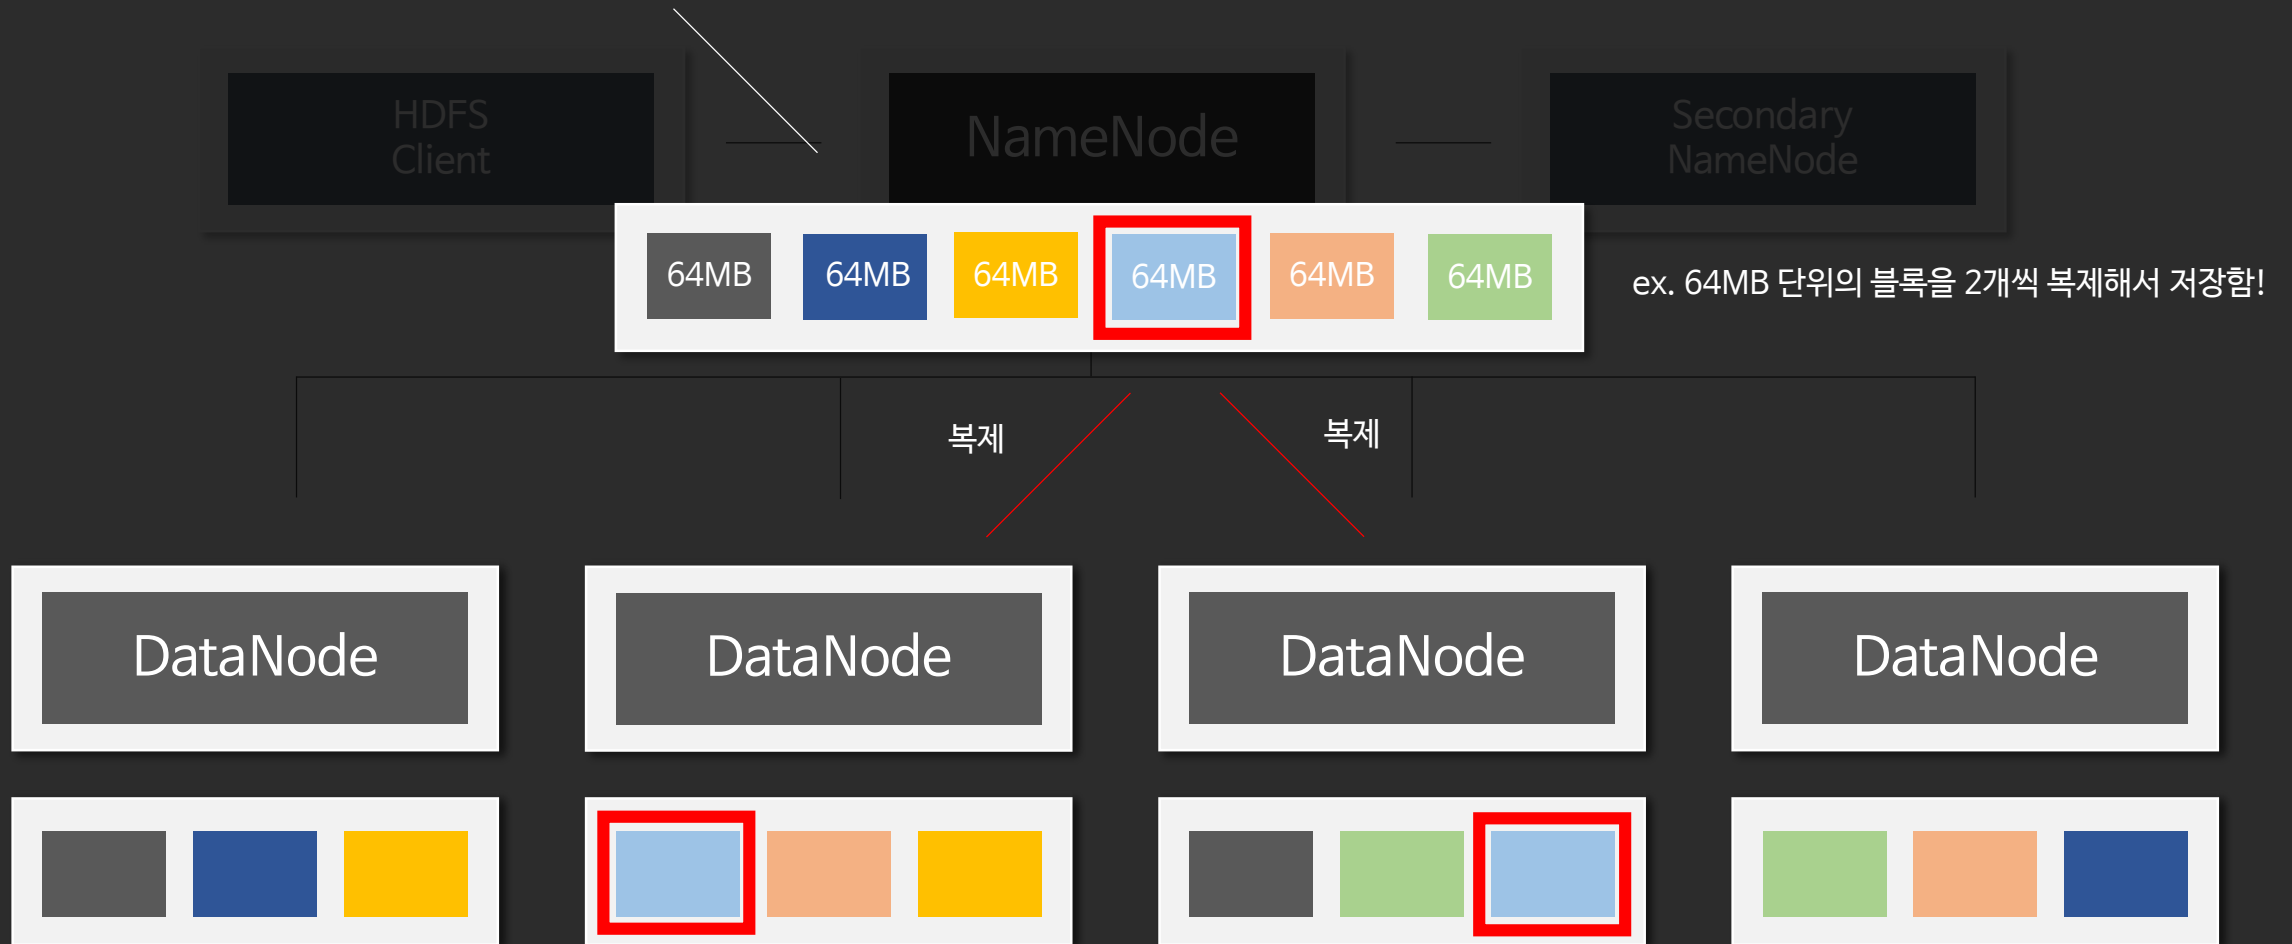 HDFS
Client
NameNode
Secondary
NameNode
64MB
64MB
64MB
64MB
64MB
64MB
ex. 64MB 단위의 블록을 2개씩 복제해서 저장함!
복제
복제
DataNode
DataNode
DataNode
DataNode